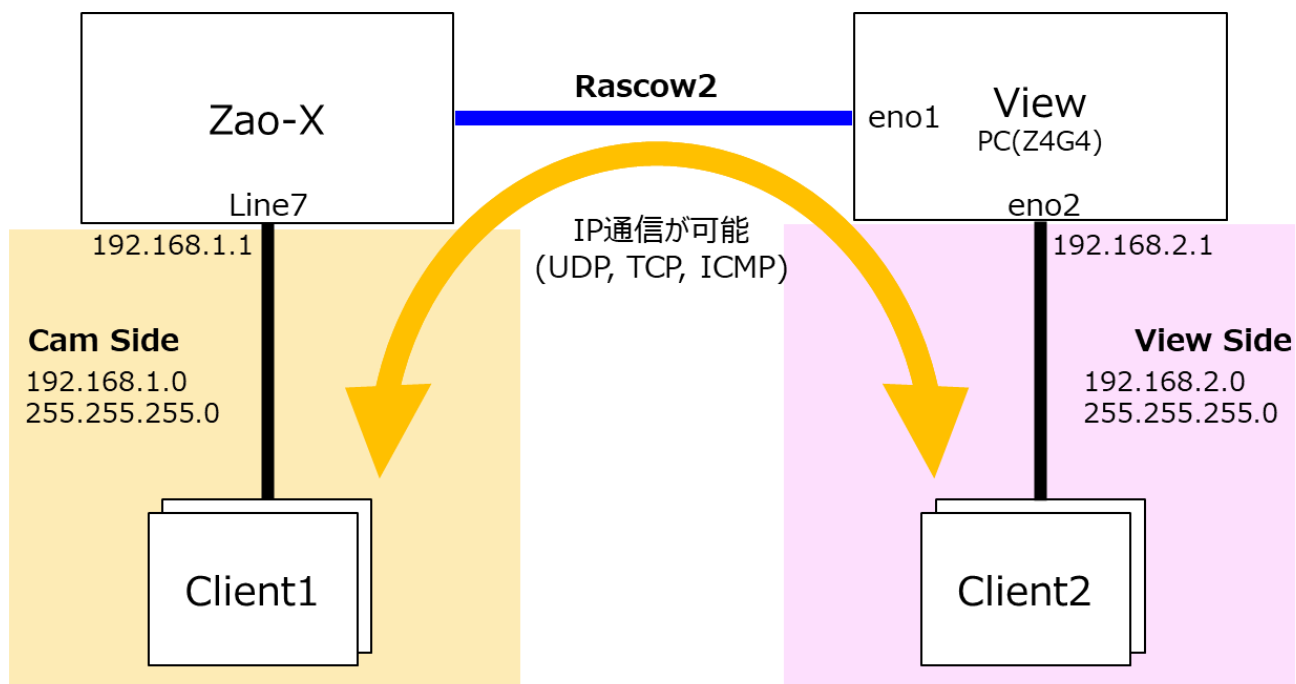 Zao-X
Line7
192.168.1.1
Rascow2
eno1
View
PC(Z4G4)
eno2
192.168.2.1
IP通信が可能
(UDP, TCP, ICMP)
Cam Side
192.168.1.0
255.255.255.0
View Side
192.168.2.0
255.255.255.0
Client1
Client2